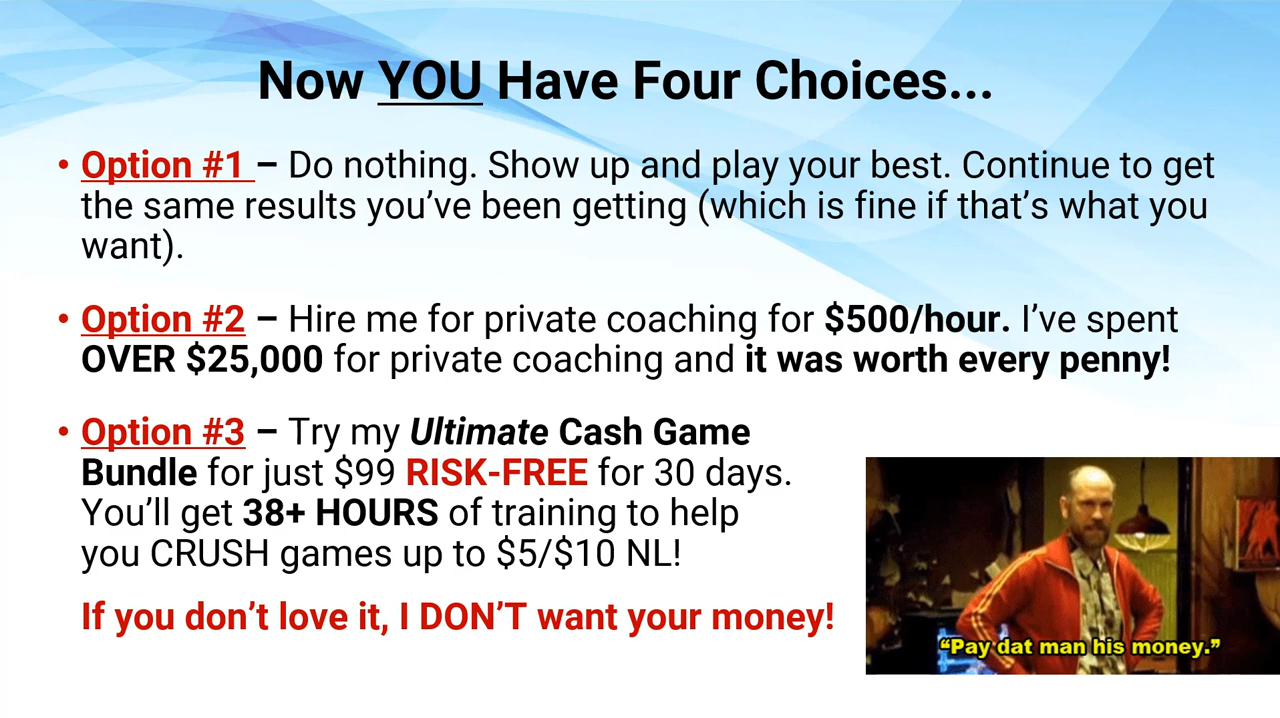 Now YOU Have Four Choices...
• Option #1 – Do nothing. Show up and play your best. Continue to get
the same results you’ve been getting (which is fine if that’s what you
want).
• Option #2 – Hire me for private coaching for $500/hour. I’ve spent
OVER $25,000 for private coaching and it was worth every penny!
• Option #3 – Try my Ultimate Cash Game
Bundle for just $99 RISK-FREE for 30 days.
You’ll get 38+ HOURS of training to help
you CRUSH games up to $5/$10 NL!
If you don’t love it, I DON’T want your money!
“Pay dat man his money.”